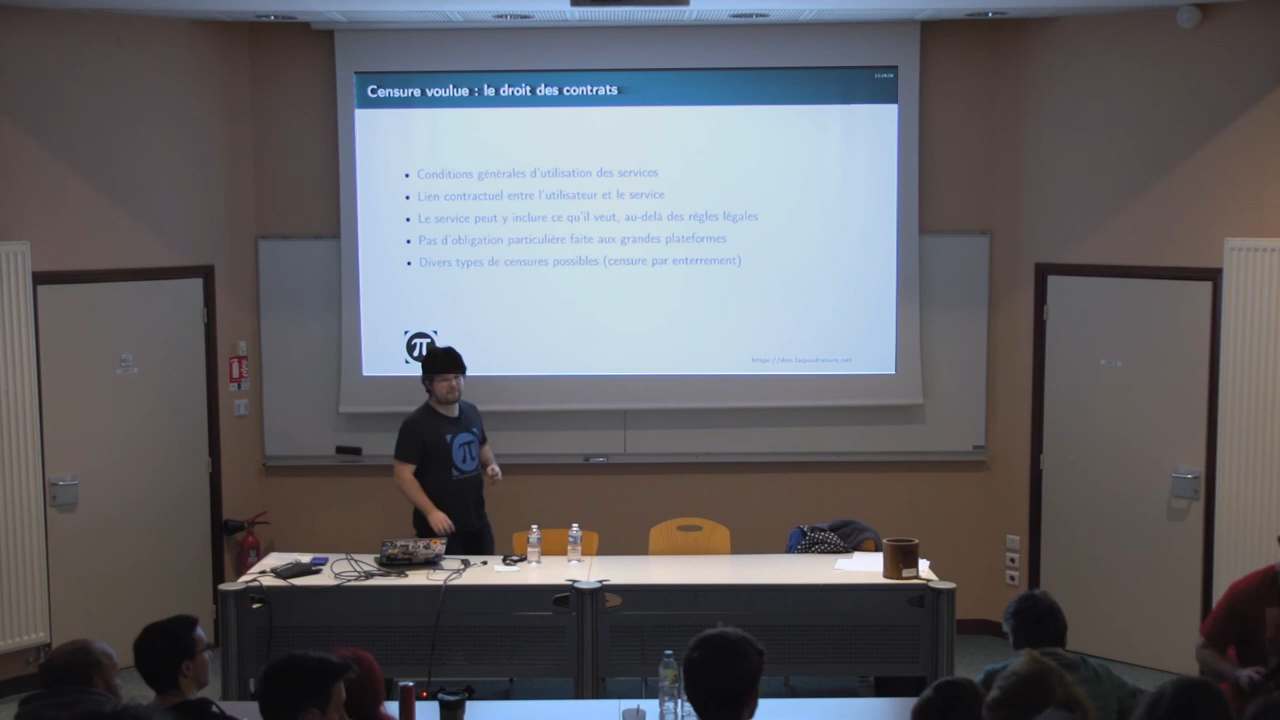 Censure voulue : le droit des contrats
• Conditions générales d'utilisation des services
• Lien contractuel entre l'utilisateur et le service
• Le service peut y inclure ce qu'il veut, au-delà des règles légales
• Pas d'obligation particulière faite aux grandes plateformes
• Divers types de censures possibles (censure par enterrement)
π
π